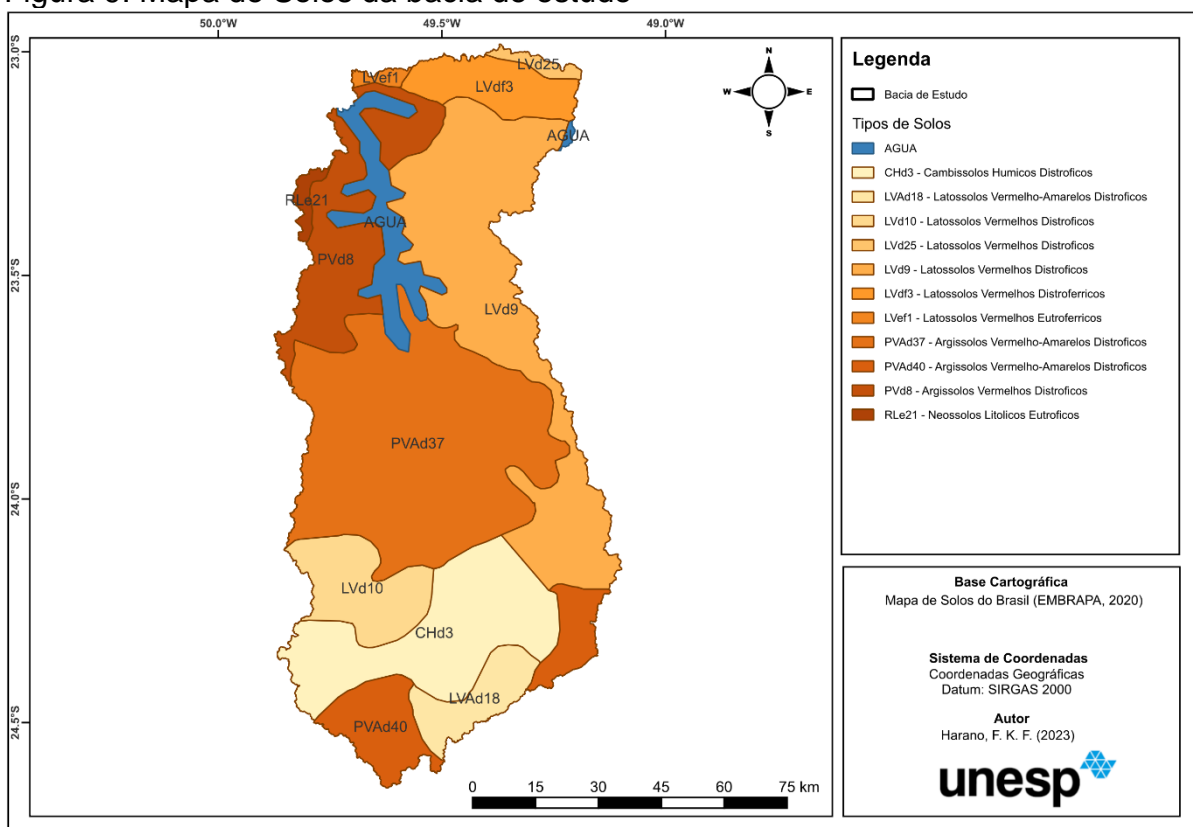 Figura 6: Mapa de Solos da bacia de estudo
50.0°W
49.5°W
49.0°W
23.0°S
23.5°S
24.0°S
24.5°S
LVef1
LVd25
LVdf3
AGUA
RLe21
AGUA
PVd8
LVd9
PVAd37
LVd10
CHd3
LVAd18
PVAd40
N
W
E
S
0 15 30 45 60 75 km
Legenda
Bacia de Estudo
Tipos de Solos
AGUA
CHd3 - Cambissolos Humicos Distroficos
LVAd18 - Latossolos Vermelho-Amarelos Distroficos
LVd10 - Latossolos Vermelhos Distroficos
LVd25 - Latossolos Vermelhos Distroficos
LVd9 - Latossolos Vermelhos Distroficos
LVdf3 - Latossolos Vermelhos Distroferricos
LVef1 - Latossolos Vermelhos Eutroferricos
PVAd37 - Argissolos Vermelho-Amarelos Distroficos
PVAd40 - Argissolos Vermelho-Amarelos Distroficos
PVd8 - Argissolos Vermelhos Distroficos
RLe21 - Neossolos Litolicos Eutroficos
Base Cartográfica
Mapa de Solos do Brasil (EMBRAPA, 2020)
Sistema de Coordenadas
Coordenadas Geográficas
Datum: SIRGAS 2000
Autor
Harano, F. K. F. (2023)
unesp